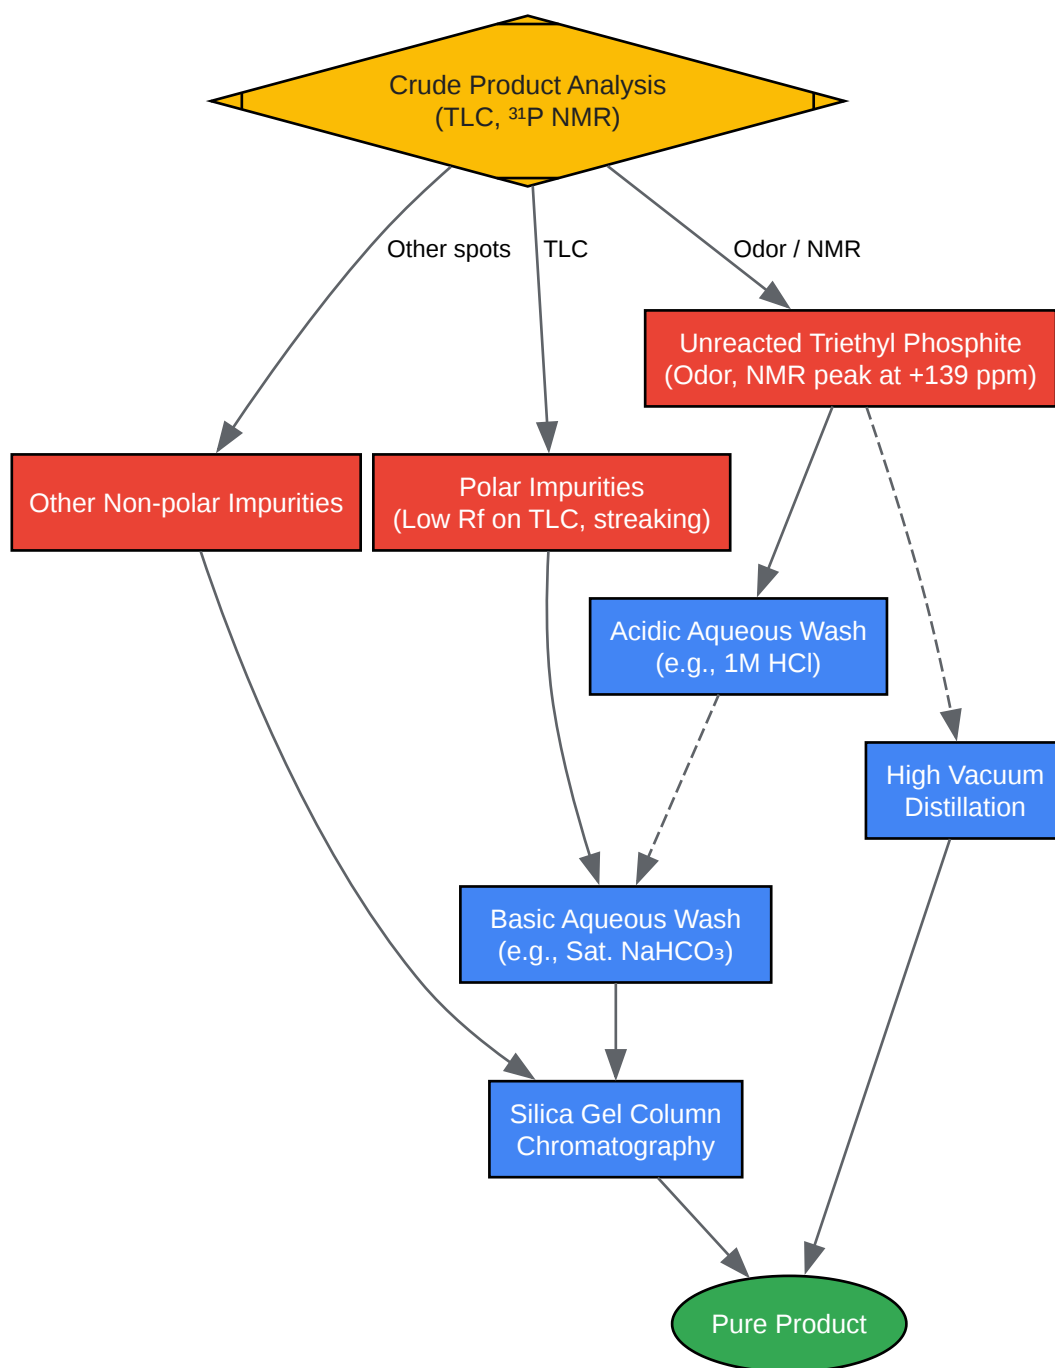 Crude Product Analysis
(TLC, ³¹P NMR)
Other spots
TLC
Odor / NMR
Unreacted Triethyl Phosphite
(Odor, NMR peak at +139 ppm)
Other Non-polar Impurities
Polar Impurities
(Low Rf on TLC, streaking)
Acidic Aqueous Wash
(e.g., 1M HCl)
High Vacuum
Distillation
Basic Aqueous Wash
(e.g., Sat. NaHCO₃)
Silica Gel Column
Chromatography
Pure Product